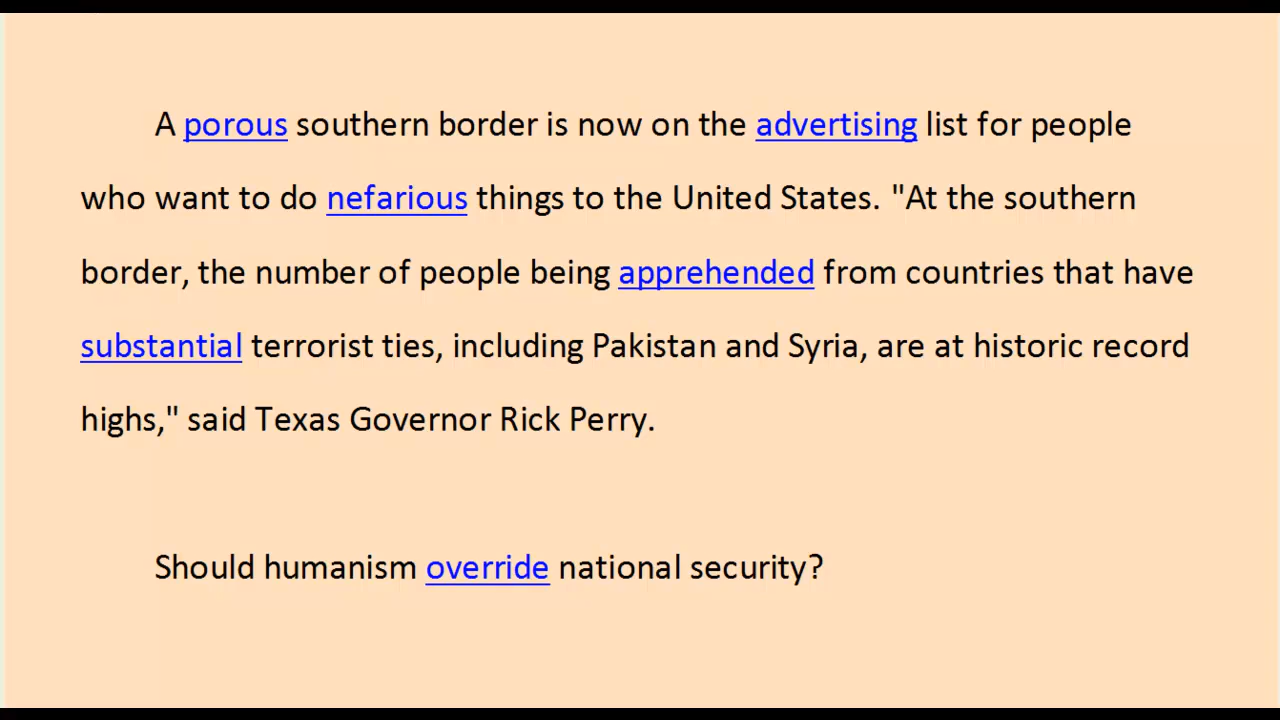 A porous southern border is now on the advertising list for people
who want to do nefarious things to the United States. "At the southern
border, the number of people being apprehended from countries that have
substantial terrorist ties, including Pakistan and Syria, are at historic record
highs," said Texas Governor Rick Perry.
Should humanism override national security?